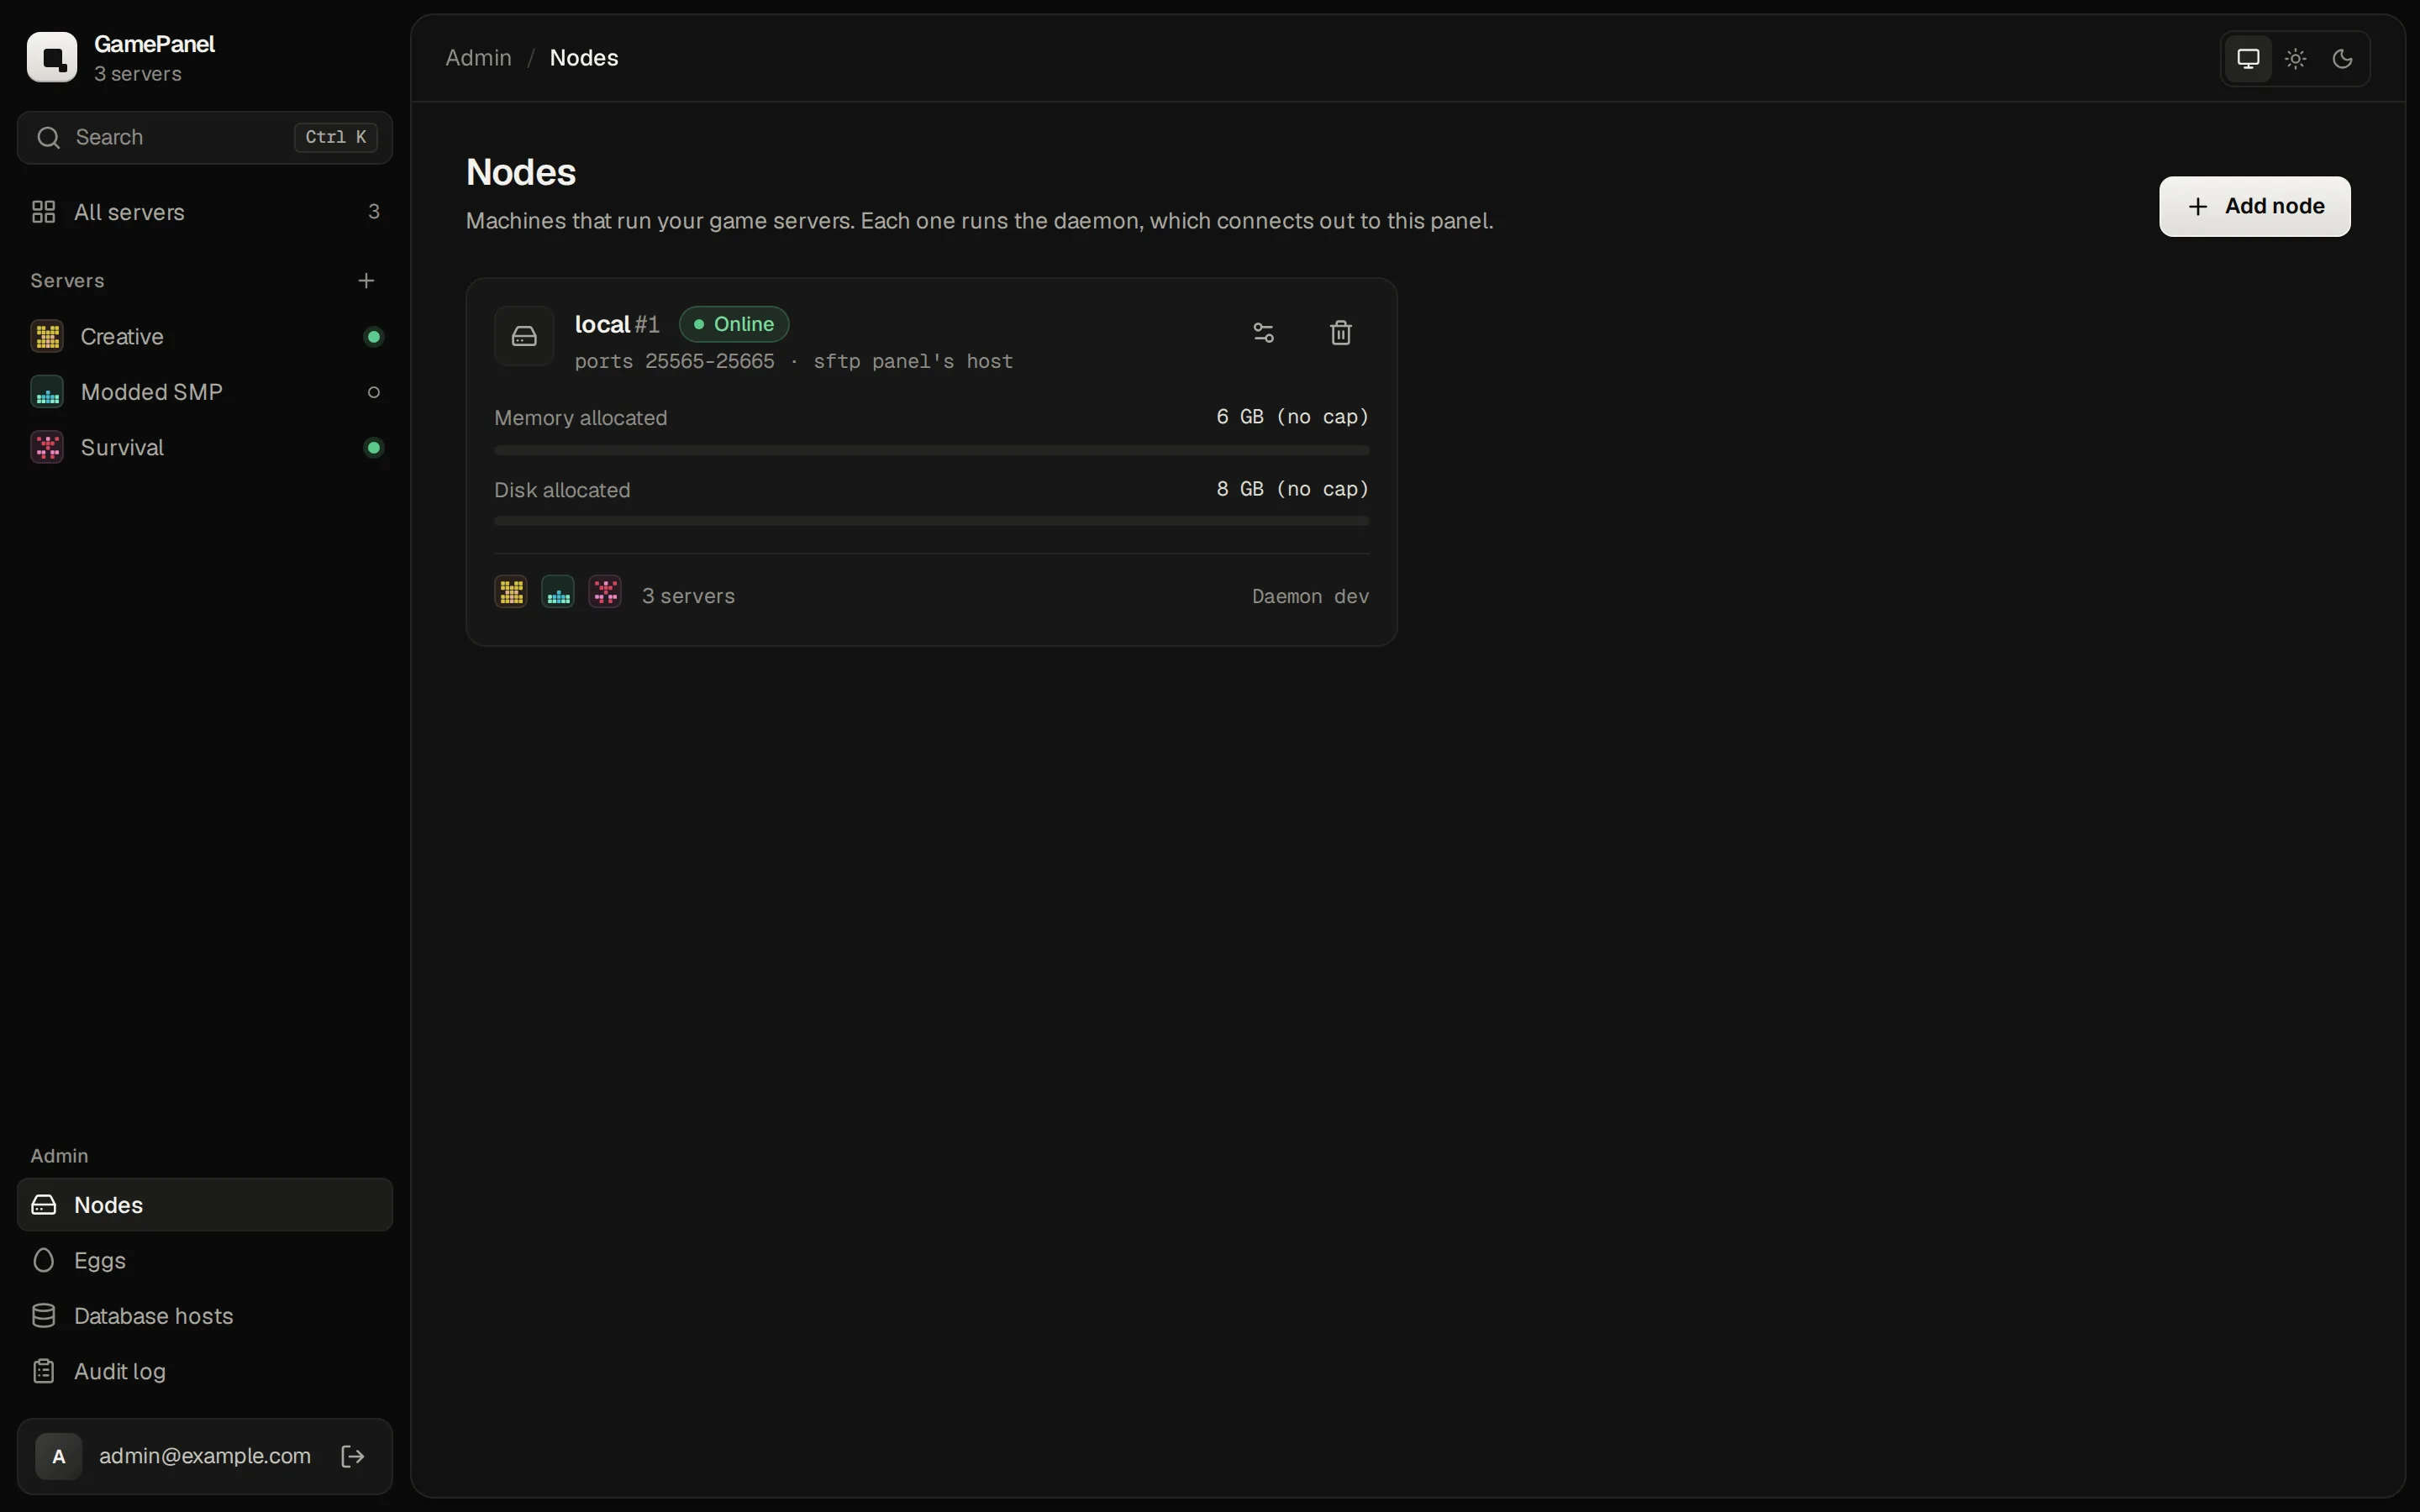 GamePanel
3 servers
Search Ctrl K
All servers 3
Servers
Creative
Modded SMP
Survival
Admin
Nodes
Eggs
Database hosts
Audit log
A admin@example.com
Admin / Nodes
Nodes
Machines that run your game servers. Each one runs the daemon, which connects out to this panel.
Add node
local #1 Online
ports 25565-25665 · sftp panel's host
Memory allocated 6 GB (no cap)
Disk allocated 8 GB (no cap)
3 servers Daemon dev